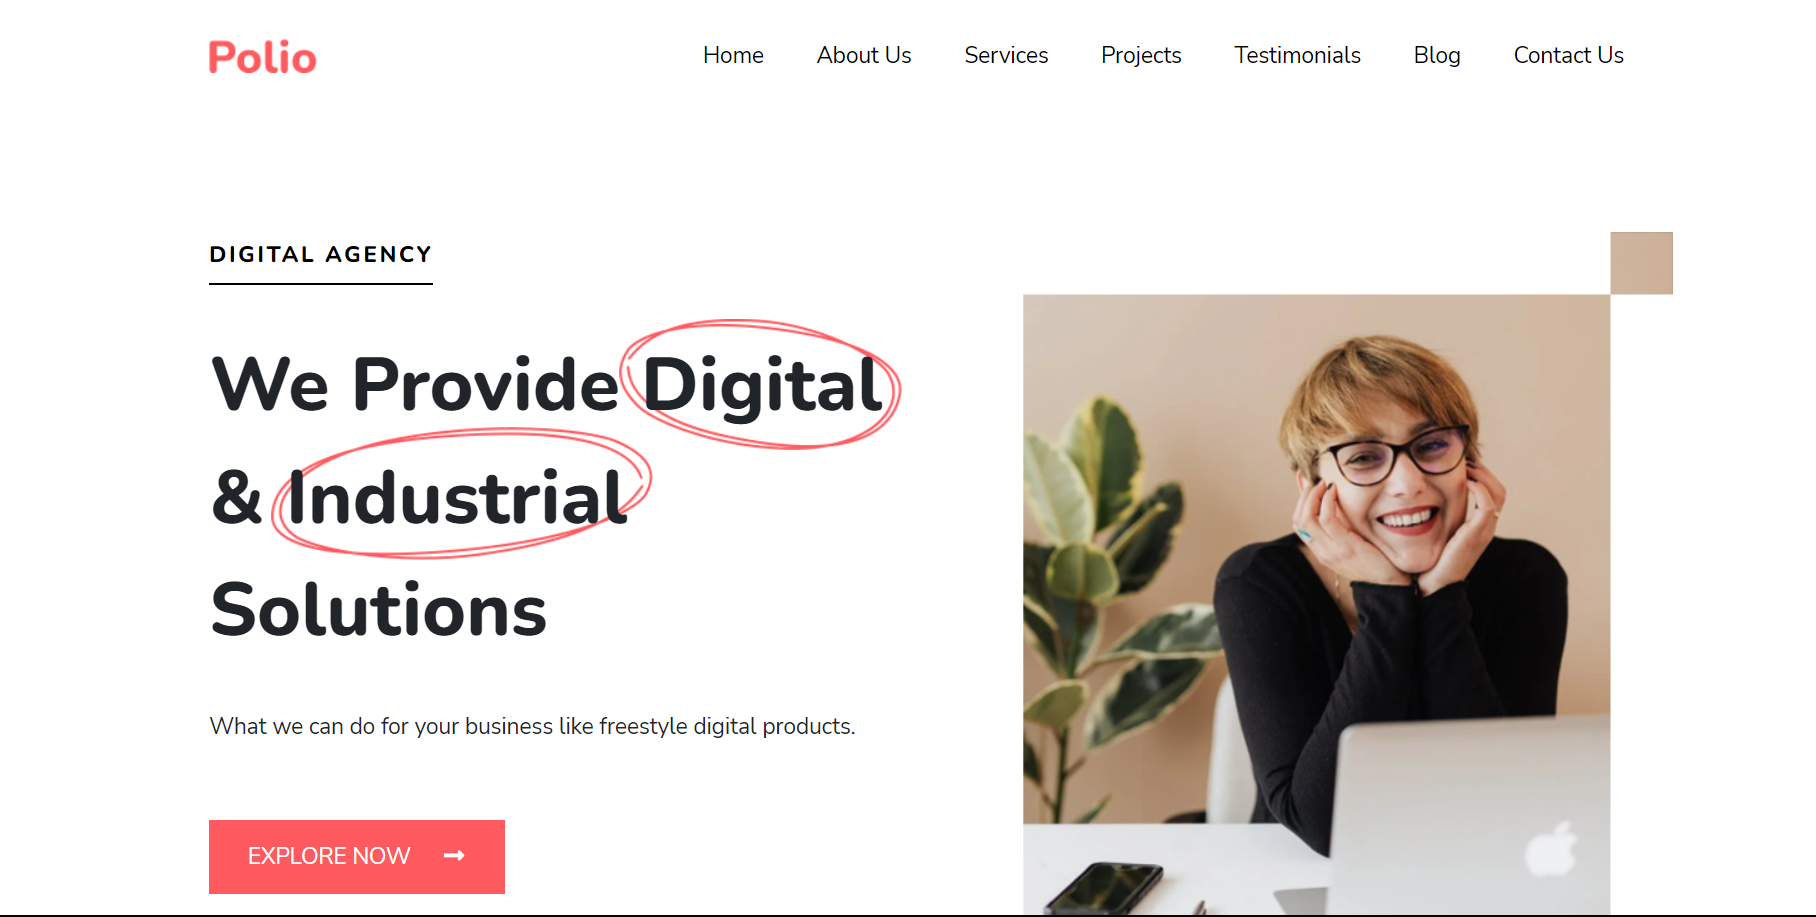 Polio
Home About Us Services Projects Testimonials Blog Contact Us
DIGITAL AGENCY
We Provide Digital
& Industrial
Solutions
What we can do for your business like freestyle digital products.
EXPLORE NOW